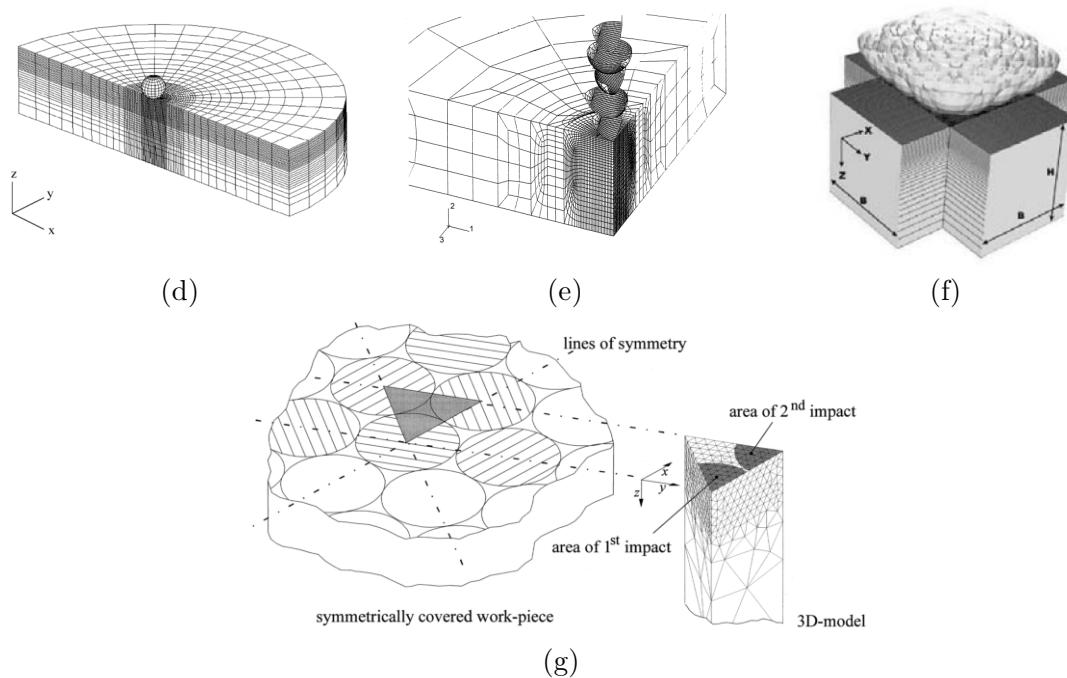 z
y
x
(d)
2
1
3
(e)
X
Y
Z
H
B
B
(f)
lines of symmetry
area of 2nd impact
x
y
z
area of 1st impact
symmetrically covered work-piece
3D-model
(g)